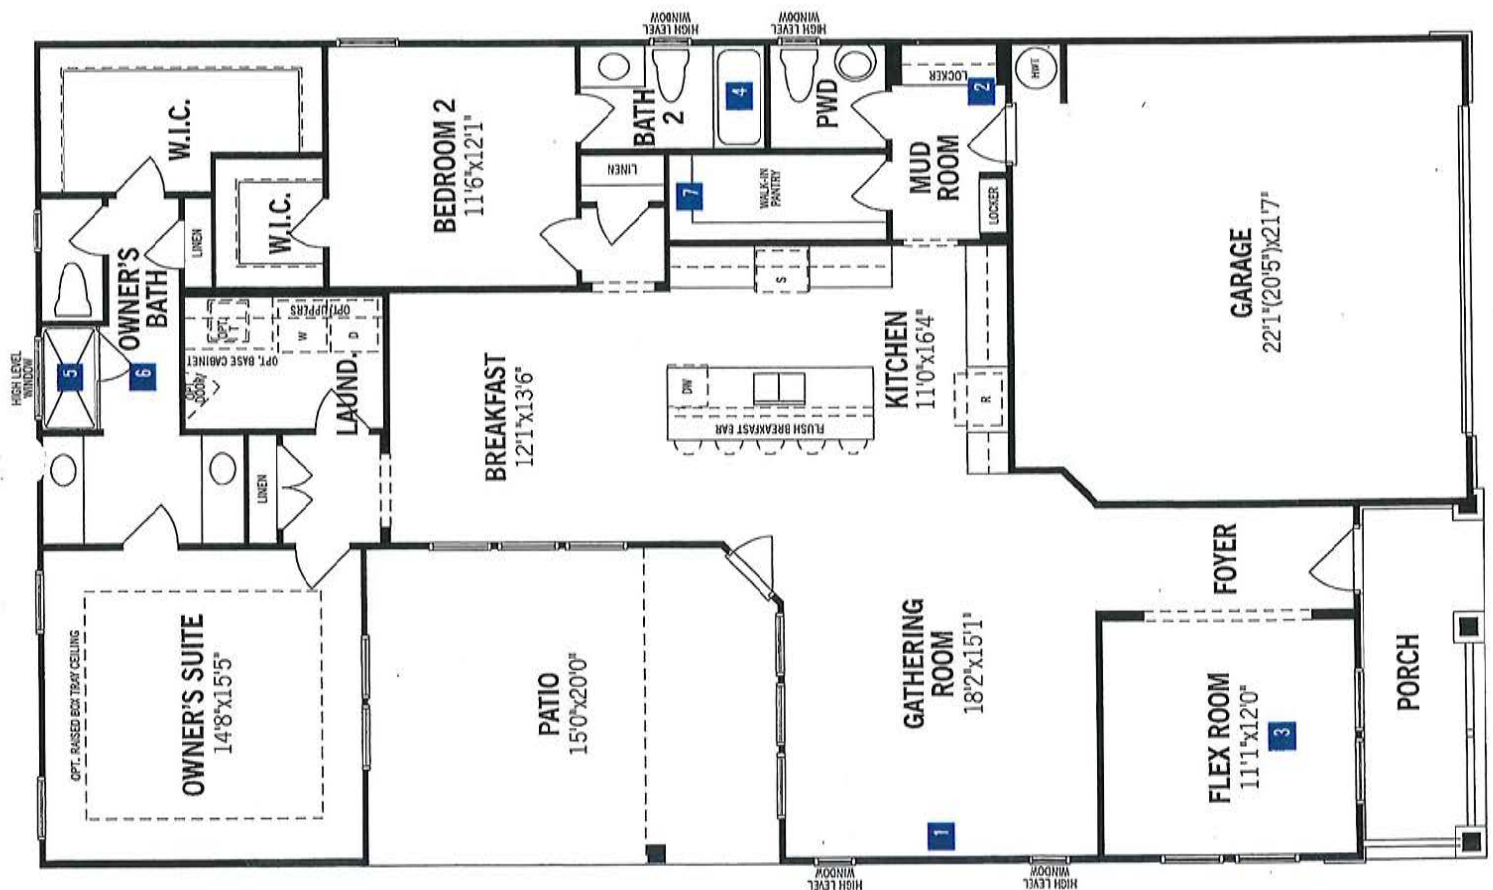 HIGH LEVEL
WINDOW
HIGH LEVEL
WINDOW
W.I.C.
BEDROOM 2
11'6"x12'1"
BATH
2
4
PWD
LOCKER
2
HWT
W.I.C.
LINEN
LINEN
7
WALK-IN
PANTRY
MUD
ROOM
LOCKER
OWNER'S
BATH
HIGH LEVEL
WINDOW
5
6
OPT.
T
OPT. UPPERS
W
D
OPT. BASE CABINET
OPT.
DOOR/
LAUND.
LINEN
BREAKFAST
12'1"x13'6"
S
DW
FLUSH BREAKFAST BAR
KITCHEN
11'0"x16'4"
R
GARAGE
22'1"(20'5")x21'7"
OPT. RAISED BOX TRAY CEILING
OWNER'S SUITE
14'8"x15'5"
PATIO
15'0"x20'0"
GATHERING
ROOM
18'2"x15'1"
1
FOYER
FLEX ROOM
11'1"x12'0"
3
PORCH
HIGH LEVEL
WINDOW
HIGH LEVEL
WINDOW